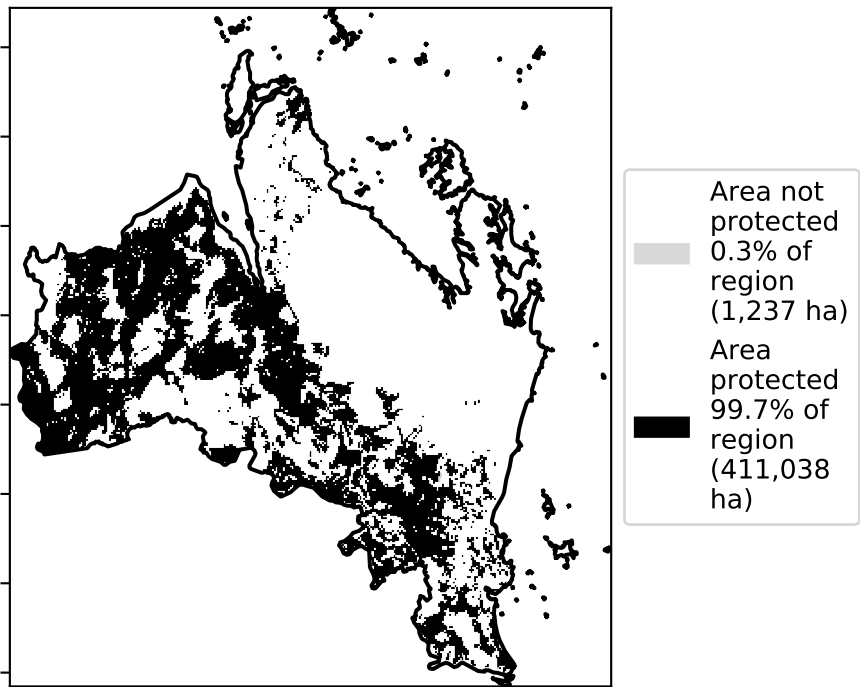 Area not
protected
0.3% of
region
(1,237 ha)
Area
protected
99.7% of
region
(411,038
ha)